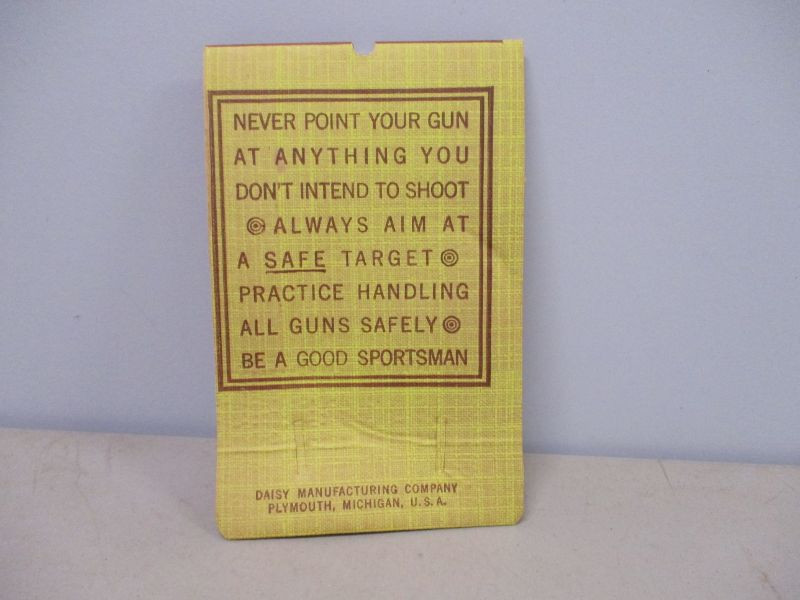 NEVER POINT YOUR GUN
AT ANYTHING YOU
DON'T INTEND TO SHOOT
ALWAYS AIM AT
A SAFE TARGET
PRACTICE HANDLING
ALL GUNS SAFELY
BE A GOOD SPORTSMAN
DAISY MANUFACTURING COMPANY
PLYMOUTH, MICHIGAN, U.S.A.